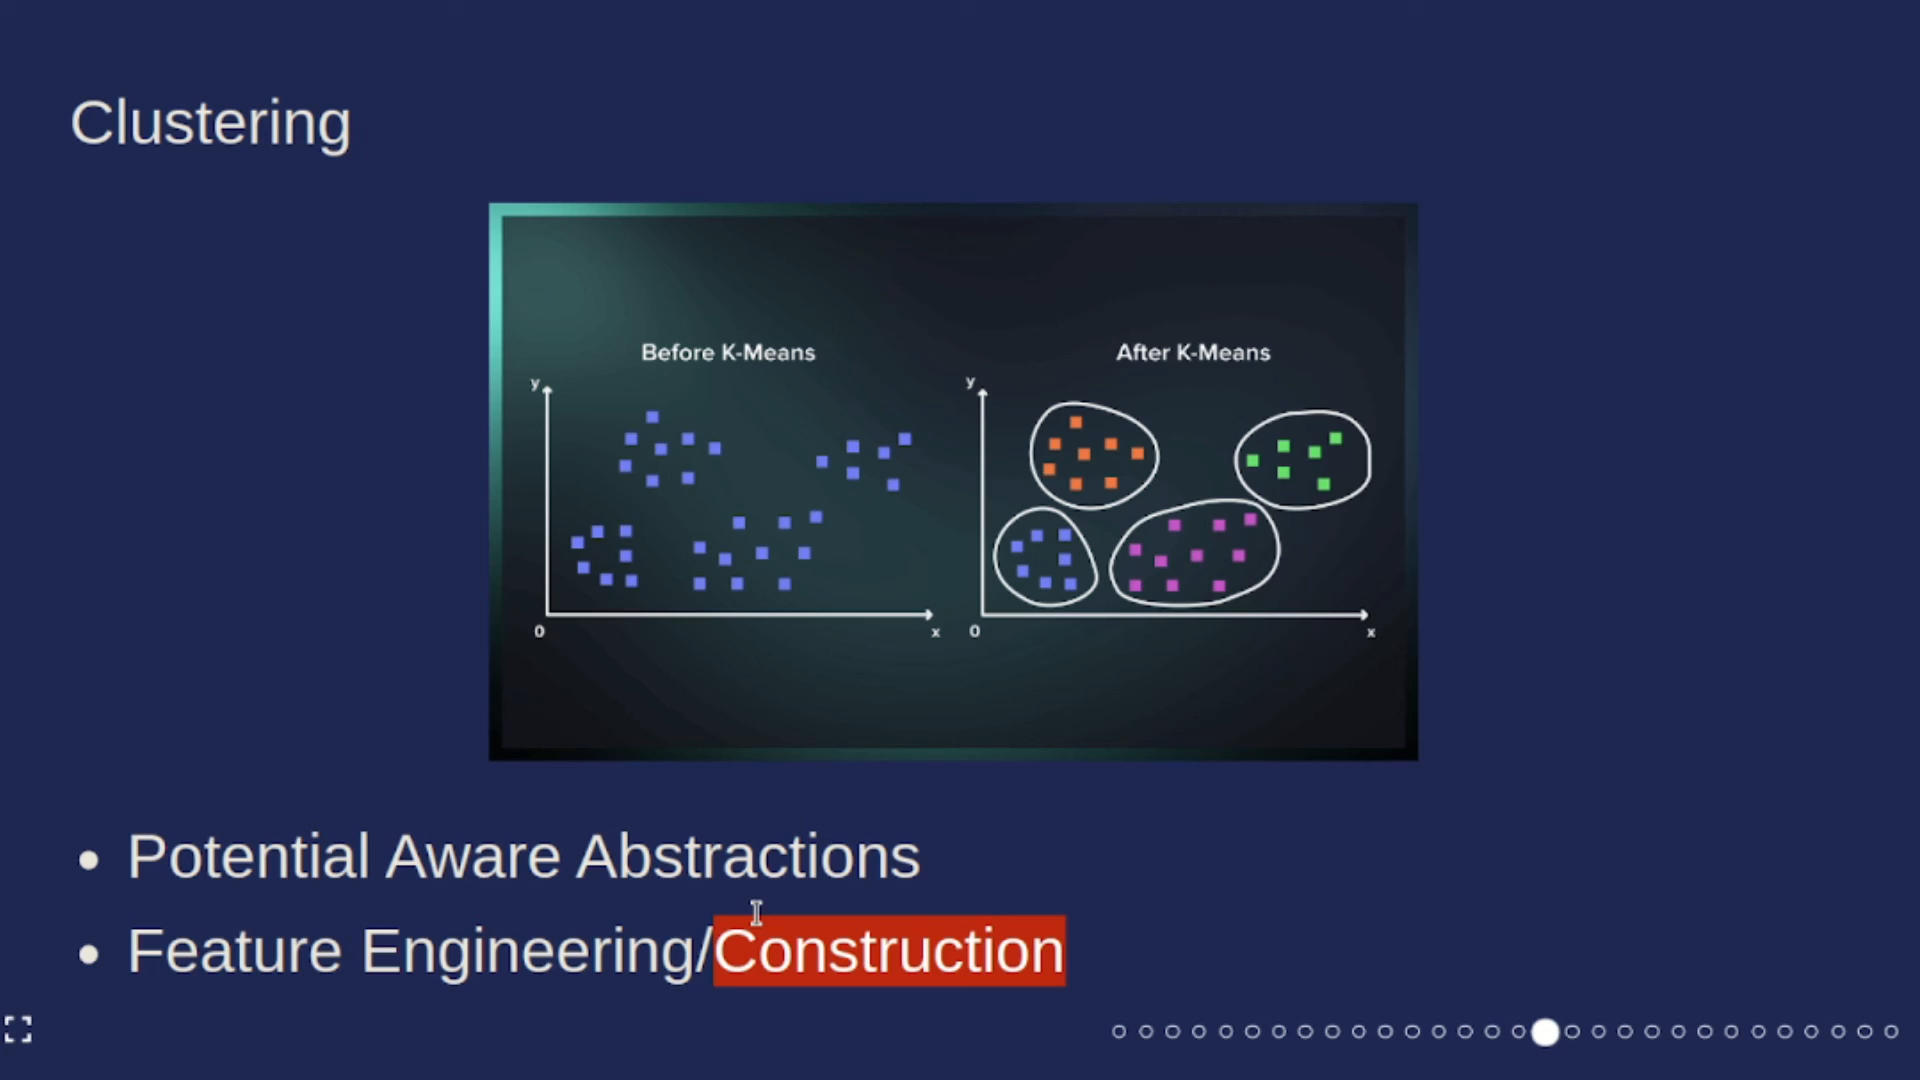 Clustering
Before K-Means
After K-Means
y
y
0
x
0
x
Potential Aware Abstractions
Feature Engineering/Construction